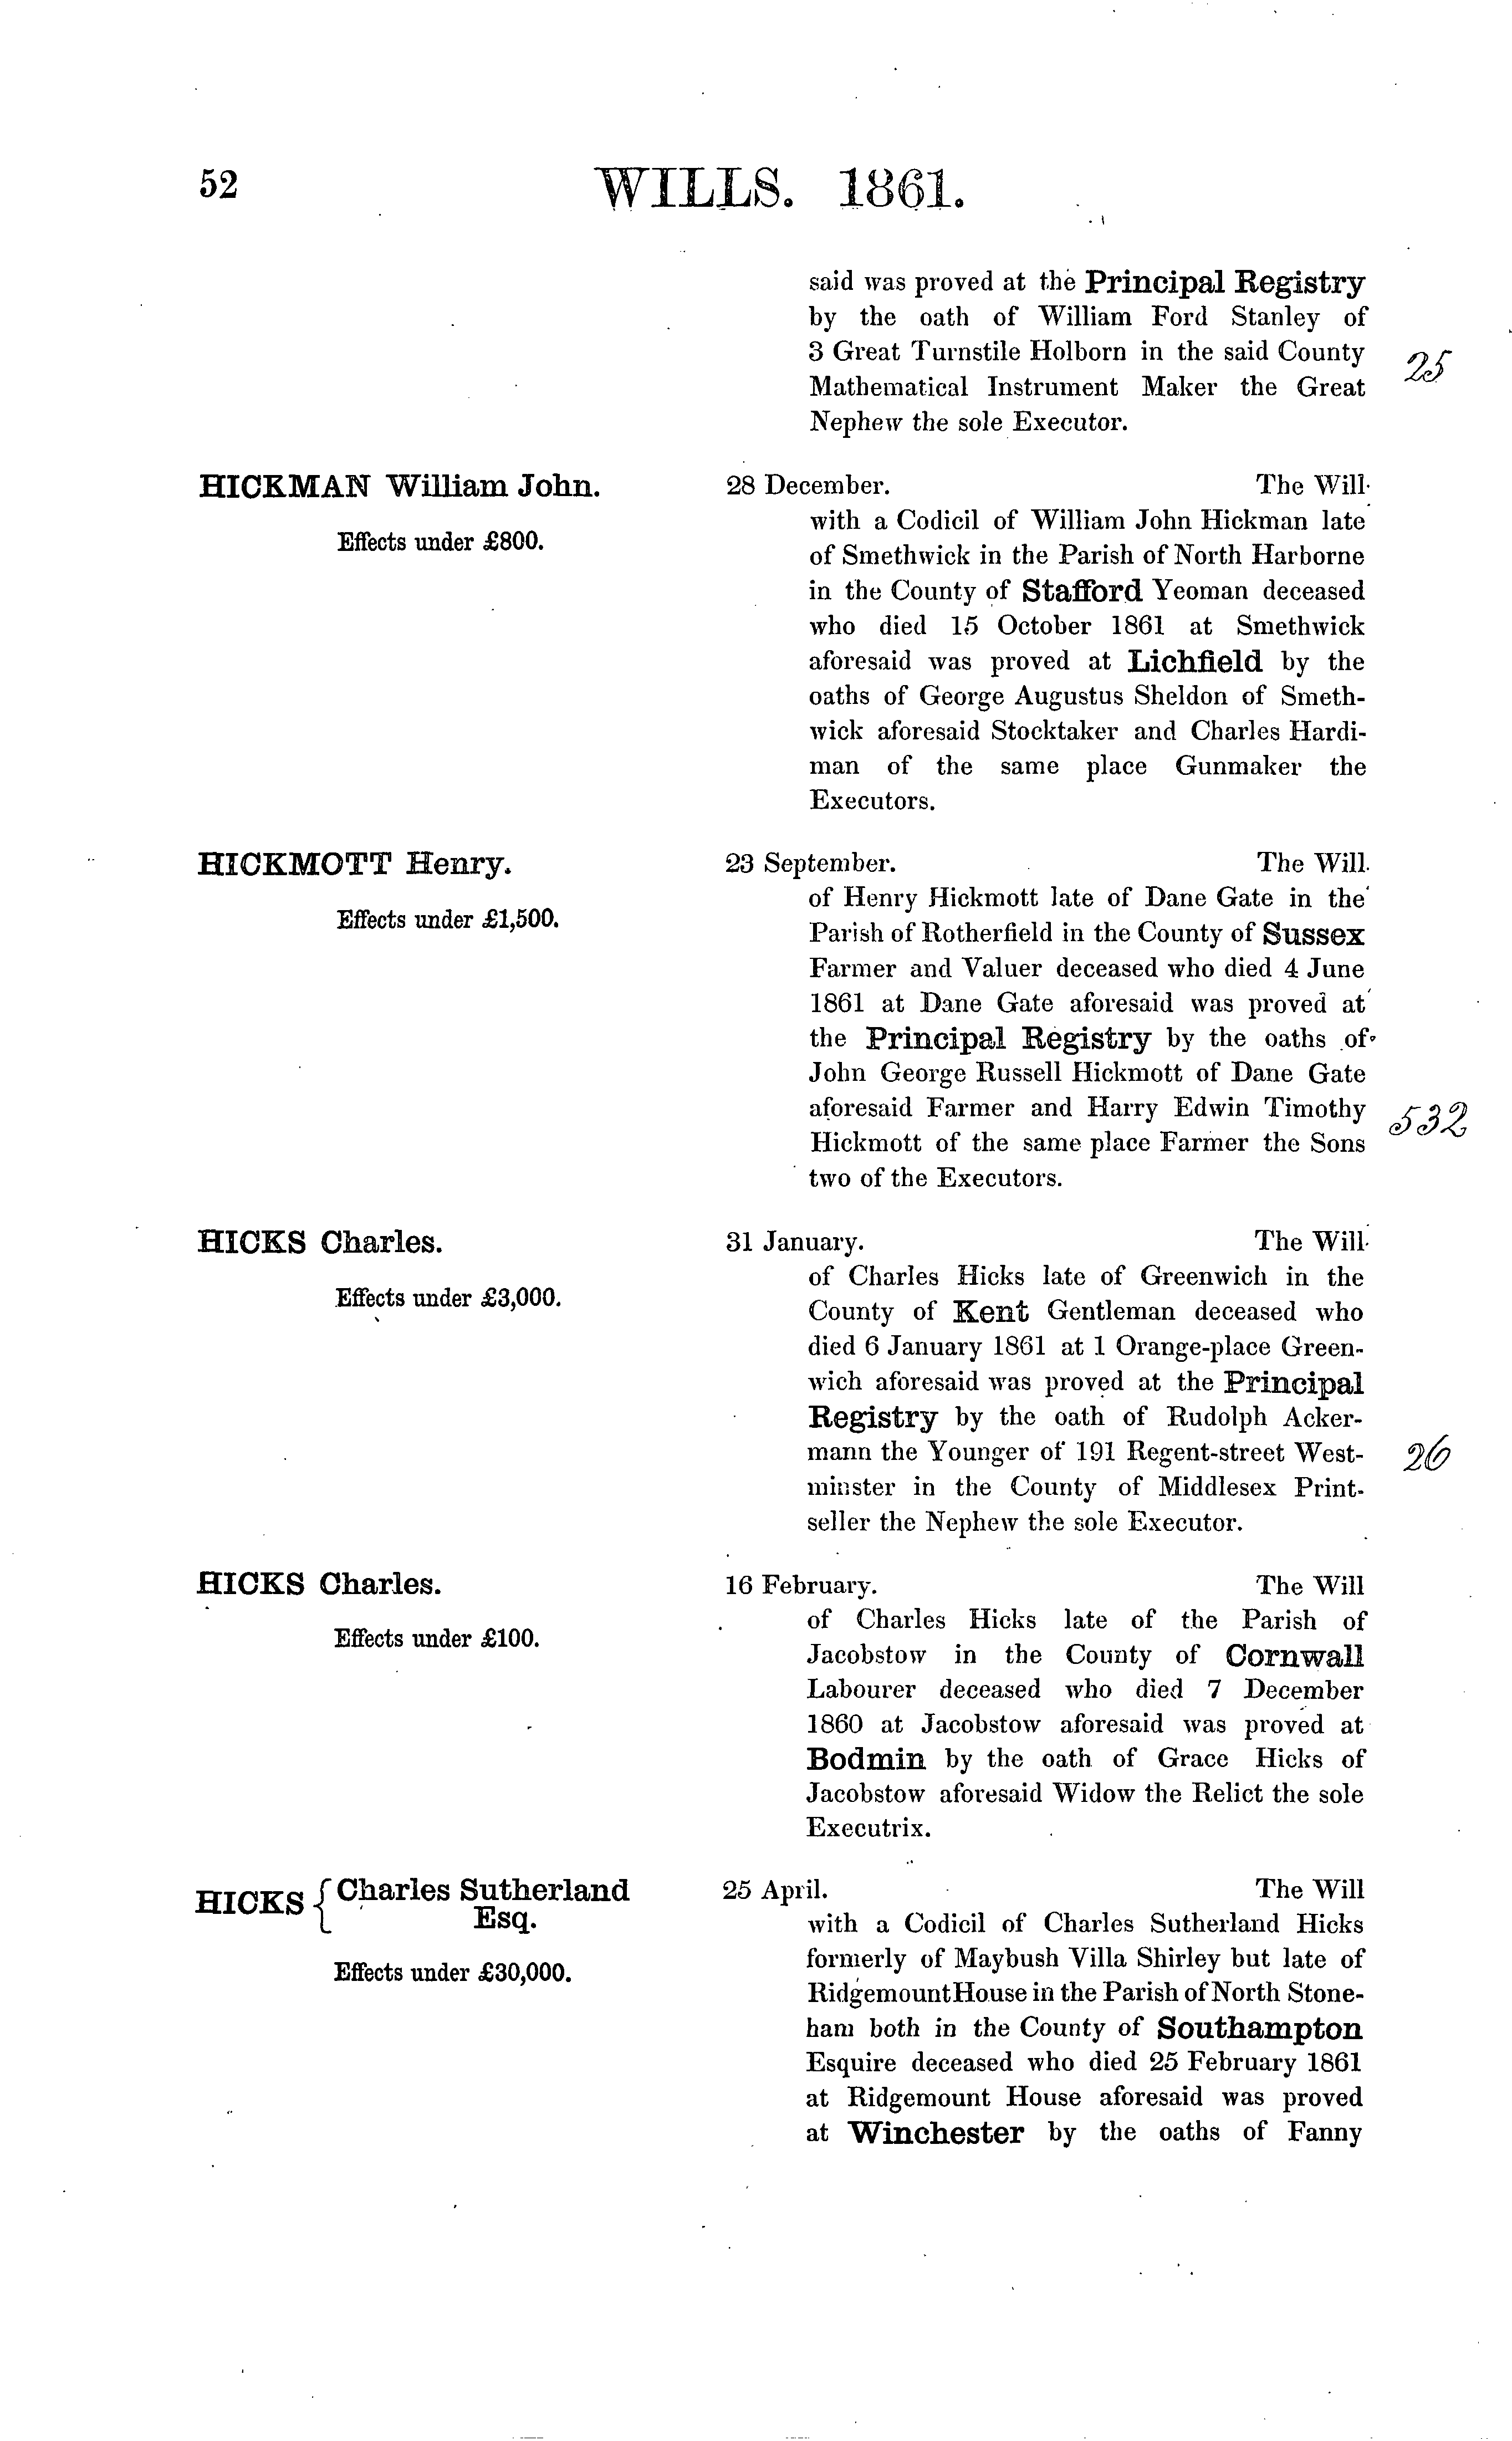 52
WILLS. 1861.
said was proved at the Principal Registry
by the oath of William Ford Stanley of
3 Great Turnstile Holborn in the said County
25
Mathematical Instrument Maker the Great
Nephew the sole Executor.
HICKMAN William John.
Effects under £800.
28 December. The Will
with a Codicil of William John Hickman late
of Smethwick in the Parish of North Harborne
in the County of Stafford Yeoman deceased
who died 15 October 1861 at Smethwick
aforesaid was proved at Lichfield by the
oaths of George Augustus Sheldon of Smeth-
wick aforesaid Stocktaker and Charles Hardi-
man of the same place Gunmaker the
Executors.
HICKMOTT Henry.
Effects under £1,500.
23 September. The Will
of Henry Hickmott late of Dane Gate in the
Parish of Rotherfield in the County of Sussex
Farmer and Valuer deceased who died 4 June
1861 at Dane Gate aforesaid was proved at
the Principal Registry by the oaths of
John George Russell Hickmott of Dane Gate
aforesaid Farmer and Harry Edwin Timothy
532
Hickmott of the same place Farmer the Sons
two of the Executors.
HICKS Charles.
Effects under £3,000.
31 January. The Will
of Charles Hicks late of Greenwich in the
County of Kent Gentleman deceased who
died 6 January 1861 at 1 Orange-place Green-
wich aforesaid was proved at the Principal
Registry by the oath of Rudolph Acker-
mann the Younger of 191 Regent-street West-
26
minster in the County of Middlesex Print-
seller the Nephew the sole Executor.
HICKS Charles.
Effects under £100.
16 February. The Will
of Charles Hicks late of the Parish of
Jacobstow in the County of Cornwall
Labourer deceased who died 7 December
1860 at Jacobstow aforesaid was proved at
Bodmin by the oath of Grace Hicks of
Jacobstow aforesaid Widow the Relict the sole
Executrix.
HICKS { Charles Sutherland
Esq.
Effects under £30,000.
25 April. The Will
with a Codicil of Charles Sutherland Hicks
formerly of Maybush Villa Shirley but late of
Ridgemount House in the Parish of North Stone-
ham both in the County of Southampton
Esquire deceased who died 25 February 1861
at Ridgemount House aforesaid was proved
at Winchester by the oaths of Fanny